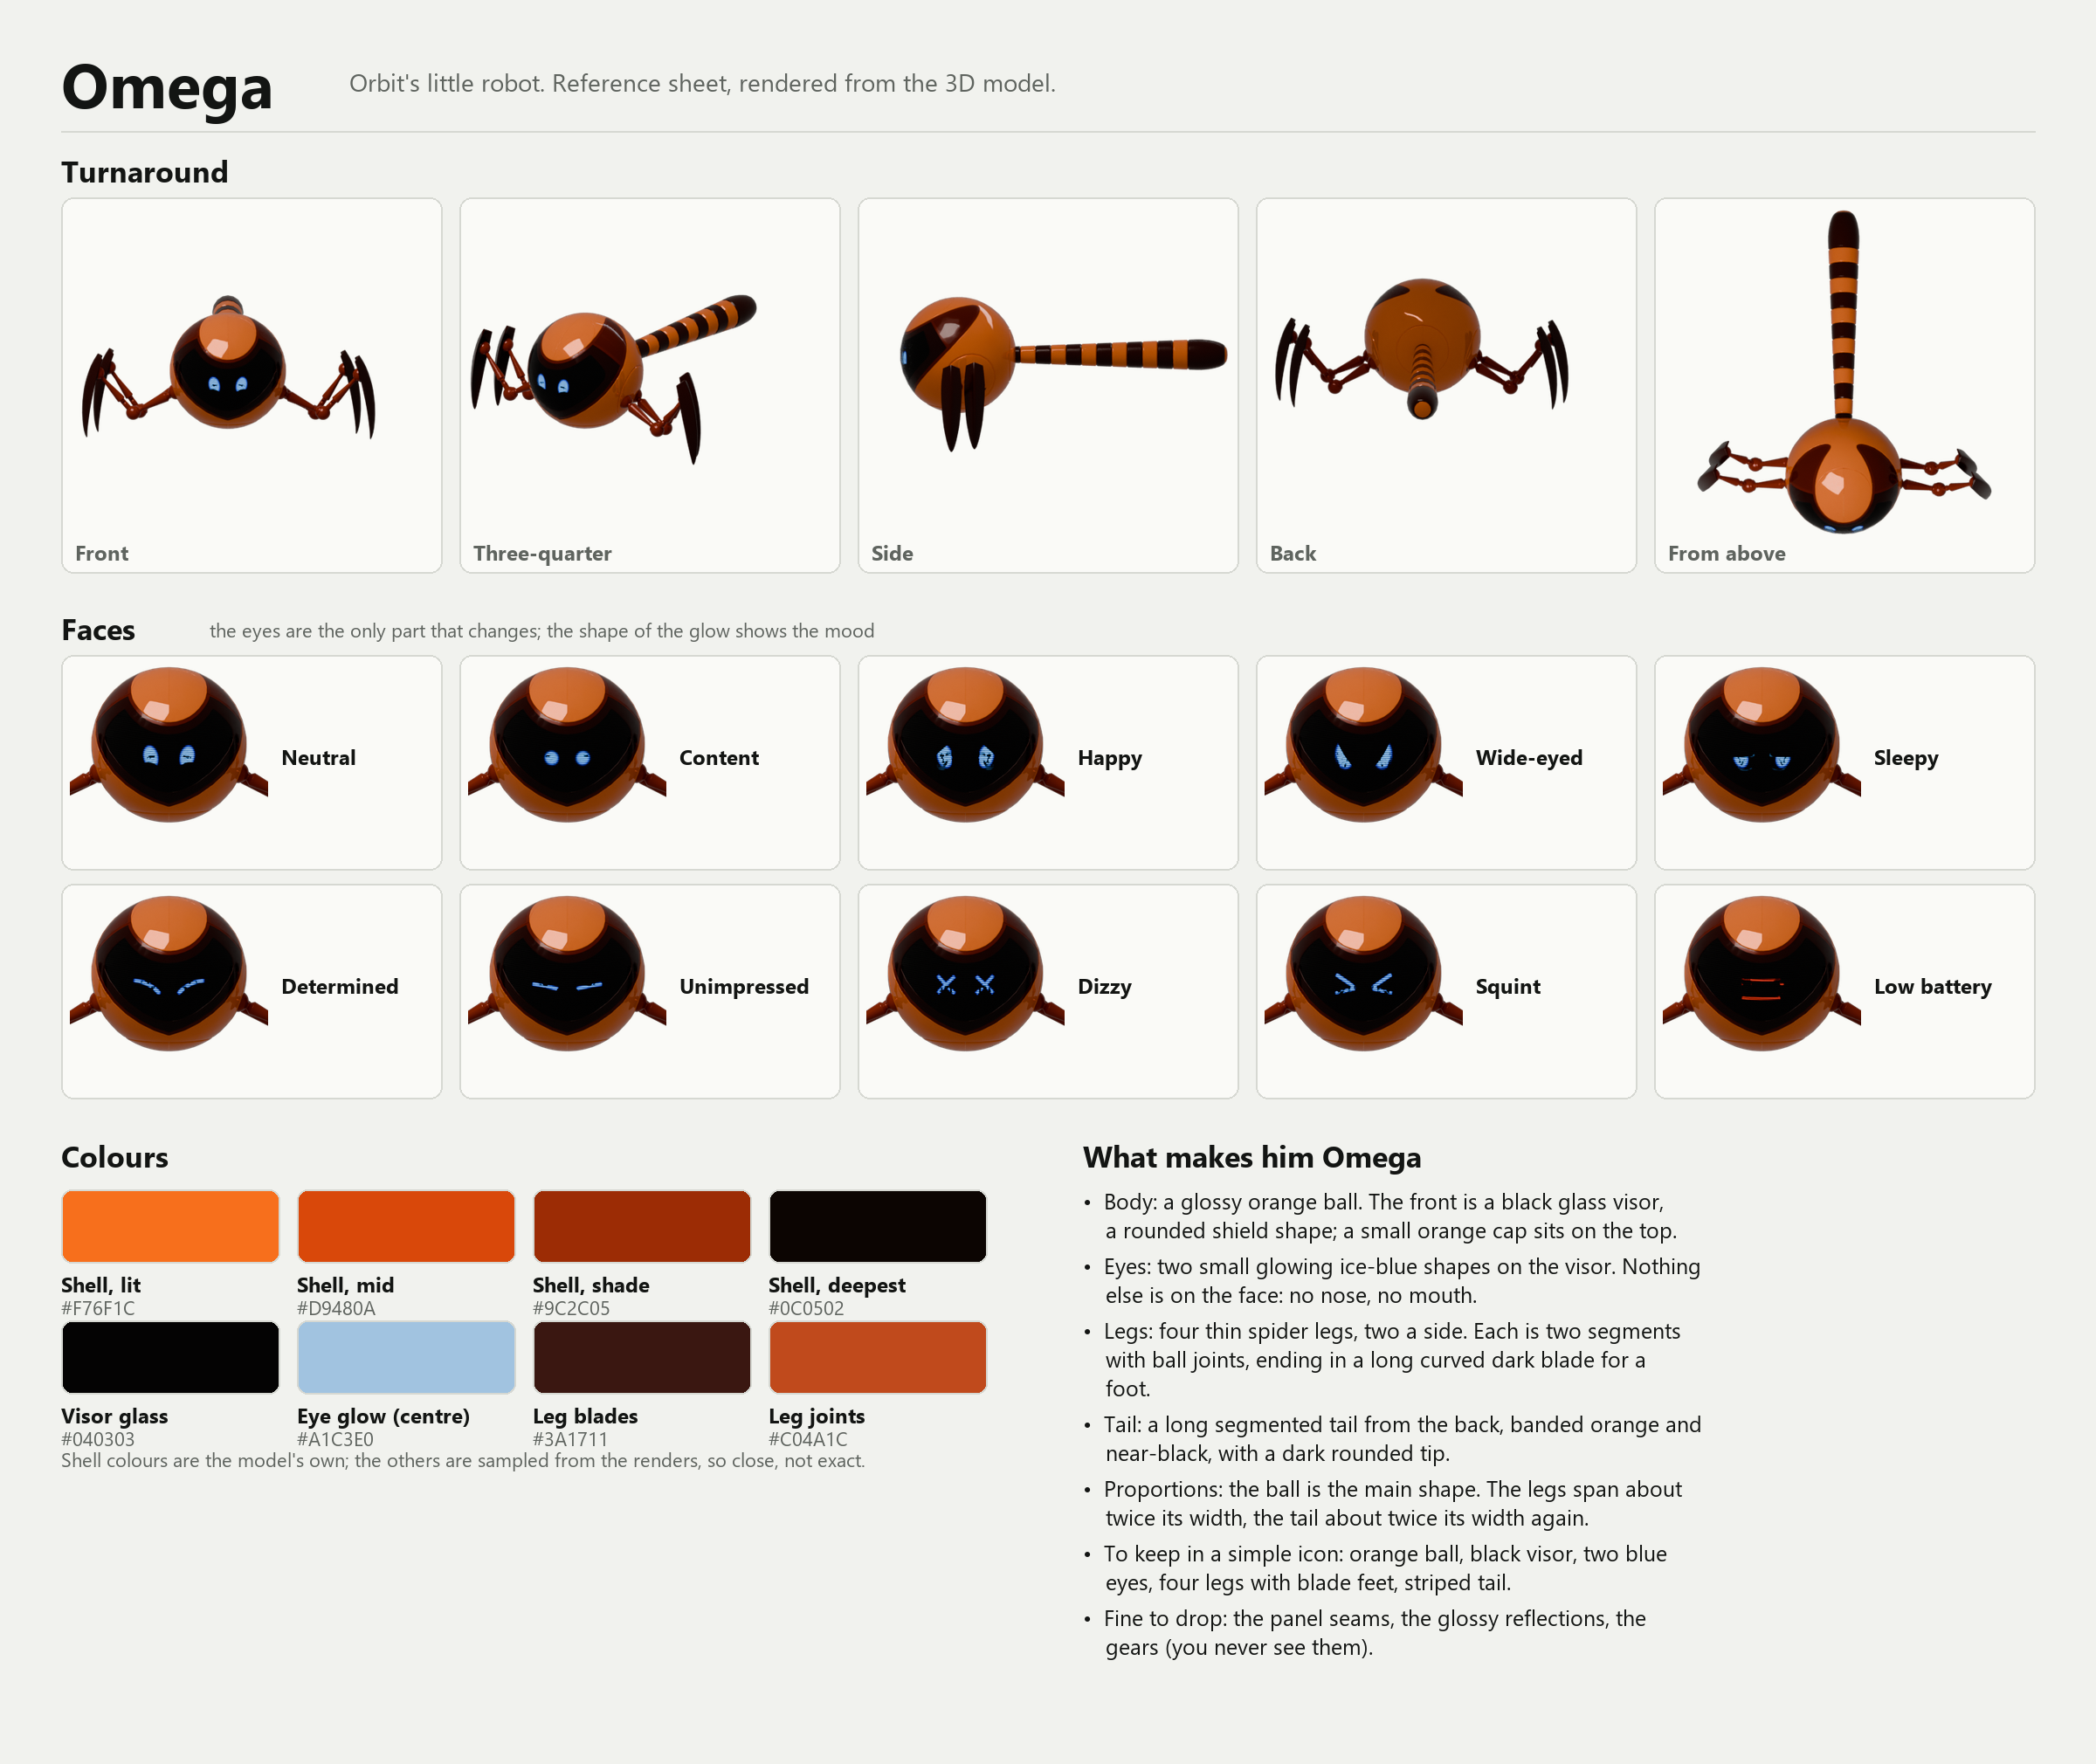 Omega
Orbit's little robot. Reference sheet, rendered from the 3D model.
Turnaround
Front
Three-quarter
Side
Back
From above
Faces
the eyes are the only part that changes; the shape of the glow shows the mood
Neutral
Content
Happy
Wide-eyed
Sleepy
Determined
Unimpressed
Dizzy
Squint
Low battery
Colours
Shell, lit
#F76F1C
Shell, mid
#D9480A
Shell, shade
#9C2C05
Shell, deepest
#0C0502
Visor glass
#040303
Eye glow (centre)
#A1C3E0
Leg blades
#3A1711
Leg joints
#C04A1C
Shell colours are the model's own; the others are sampled from the renders, so close, not exact.
What makes him Omega
• Body: a glossy orange ball. The front is a black glass visor,
a rounded shield shape; a small orange cap sits on the top.
• Eyes: two small glowing ice-blue shapes on the visor. Nothing
else is on the face: no nose, no mouth.
• Legs: four thin spider legs, two a side. Each is two segments
with ball joints, ending in a long curved dark blade for a
foot.
• Tail: a long segmented tail from the back, banded orange and
near-black, with a dark rounded tip.
• Proportions: the ball is the main shape. The legs span about
twice its width, the tail about twice its width again.
• To keep in a simple icon: orange ball, black visor, two blue
eyes, four legs with blade feet, striped tail.
• Fine to drop: the panel seams, the glossy reflections, the
gears (you never see them).